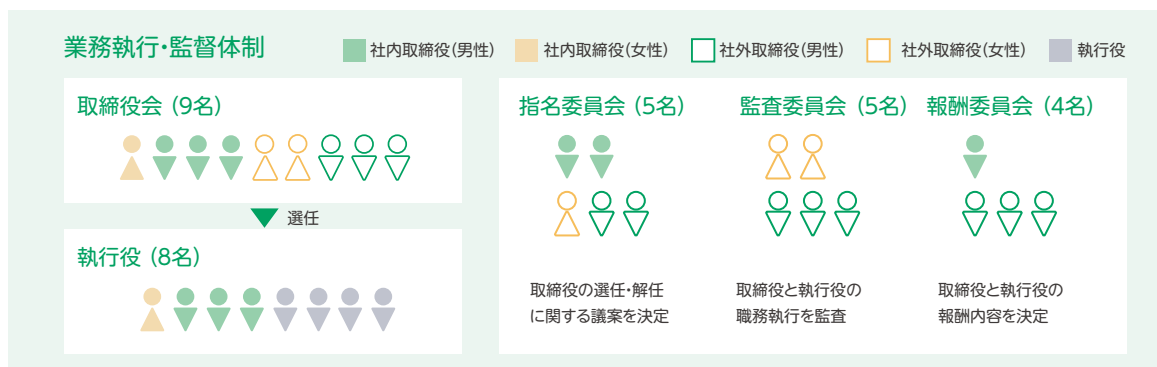 業務執行・監督体制
社内取締役(男性)
社内取締役(女性)
社外取締役(男性)
社外取締役(女性)
執行役
取締役会(9名)
選任
執行役(8名)
指名委員会(5名)
取締役の選任・解任
に関する議案を決定
監査委員会(5名)
取締役と執行役の
職務執行を監査
報酬委員会(4名)
取締役と執行役の
報酬内容を決定